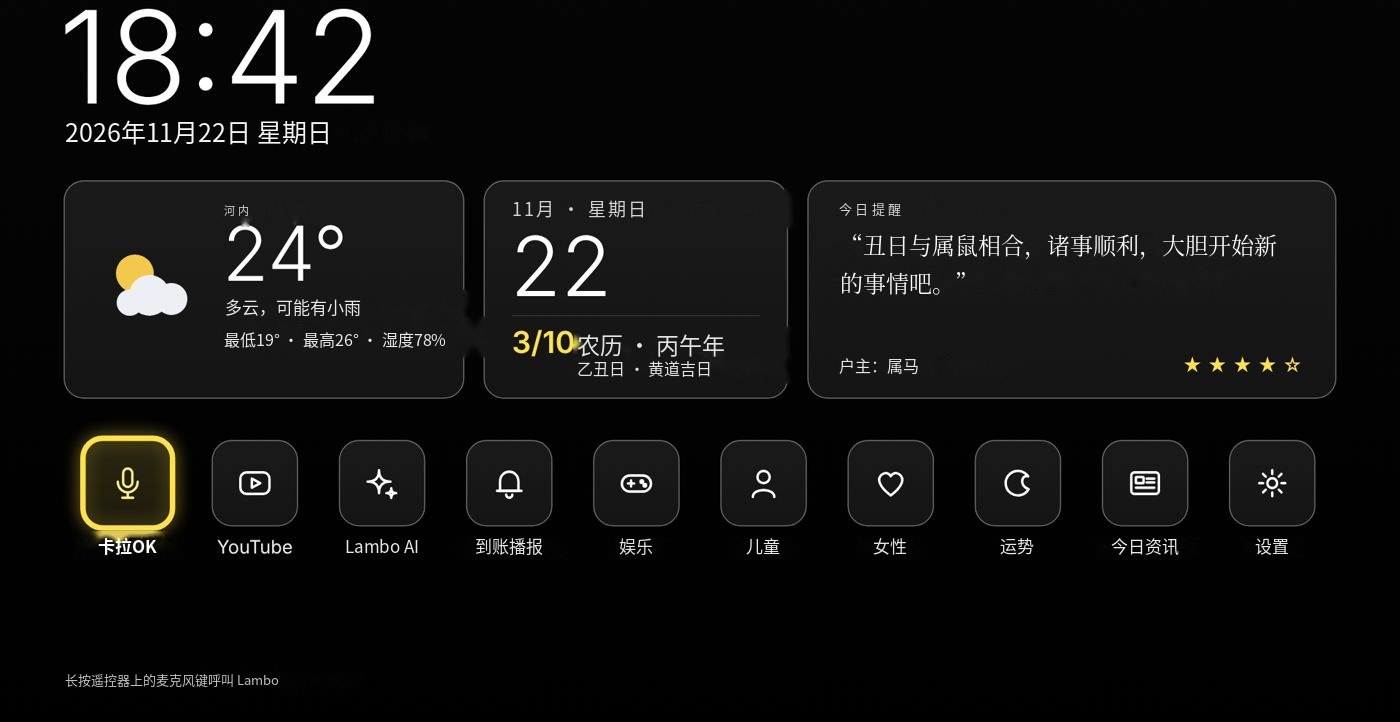 18:42
2026年11月22日 星期日
河内
24°
多云，可能有小雨
最低19° · 最高26° · 湿度78%
11月 · 星期日
22
3/10 农历 · 丙午年
乙丑日 · 黄道吉日
今日提醒
“丑日与属鼠相合，诸事顺利，大胆开始新
的事情吧。”
户主：属马
★ ★ ★ ★ ☆
卡拉OK
YouTube
Lambo AI
到账播报
娱乐
儿童
女性
运势
今日资讯
设置
长按遥控器上的麦克风键呼叫 Lambo